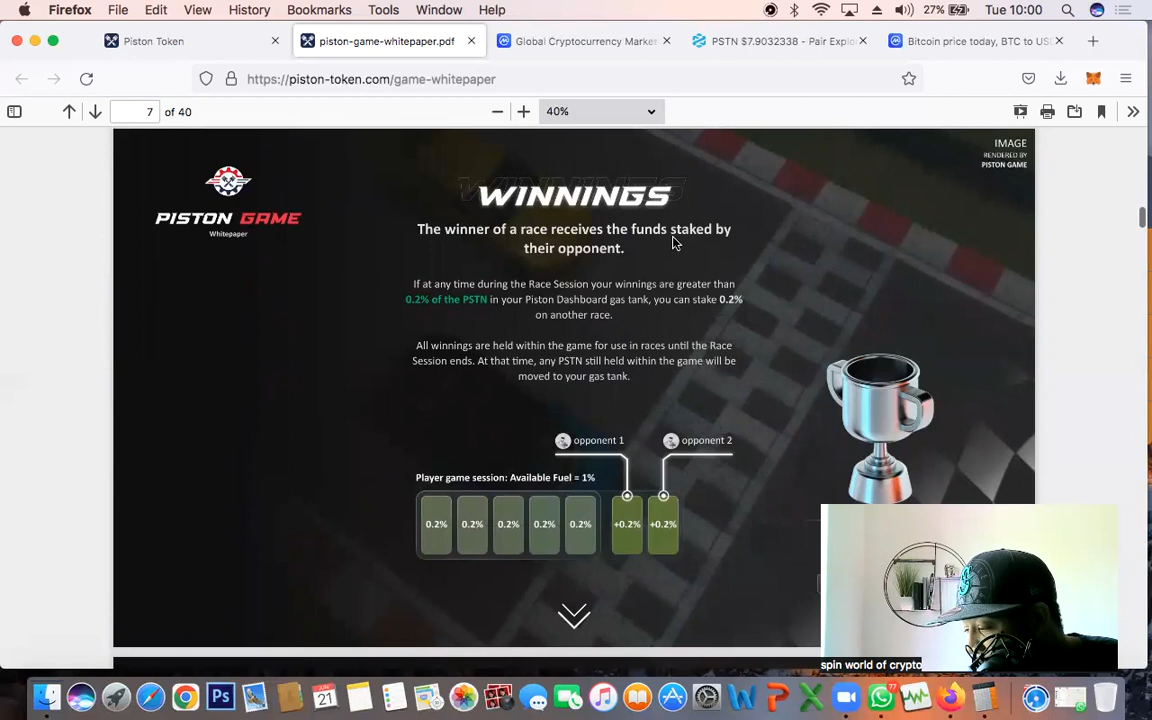 Firefox File Edit View History Bookmarks Tools Window Help 27% Tue 10:00
Piston Token
piston-game-whitepaper.pdf
Global Cryptocurrency Marke
PSTN $7.9032338 - Pair Explo
Bitcoin price today, BTC to US
https://piston-token.com/game-whitepaper
7 of 40
40%
IMAGE
RENDERED BY
PISTON GAME
PISTON GAME
Whitepaper
WINNINGS
The winner of a race receives the funds staked by
their opponent.
If at any time during the Race Session your winnings are greater than
0.2% of the PSTN in your Piston Dashboard gas tank, you can stake 0.2%
on another race.
All winnings are held within the game for use in races until the Race
Session ends. At that time, any PSTN still held within the game will be
moved to your gas tank.
opponent 1
opponent 2
Player game session: Available Fuel = 1%
0.2% 0.2% 0.2% 0.2% 0.2% +0.2% +0.2%
spin world of crypto
JUN
21
77